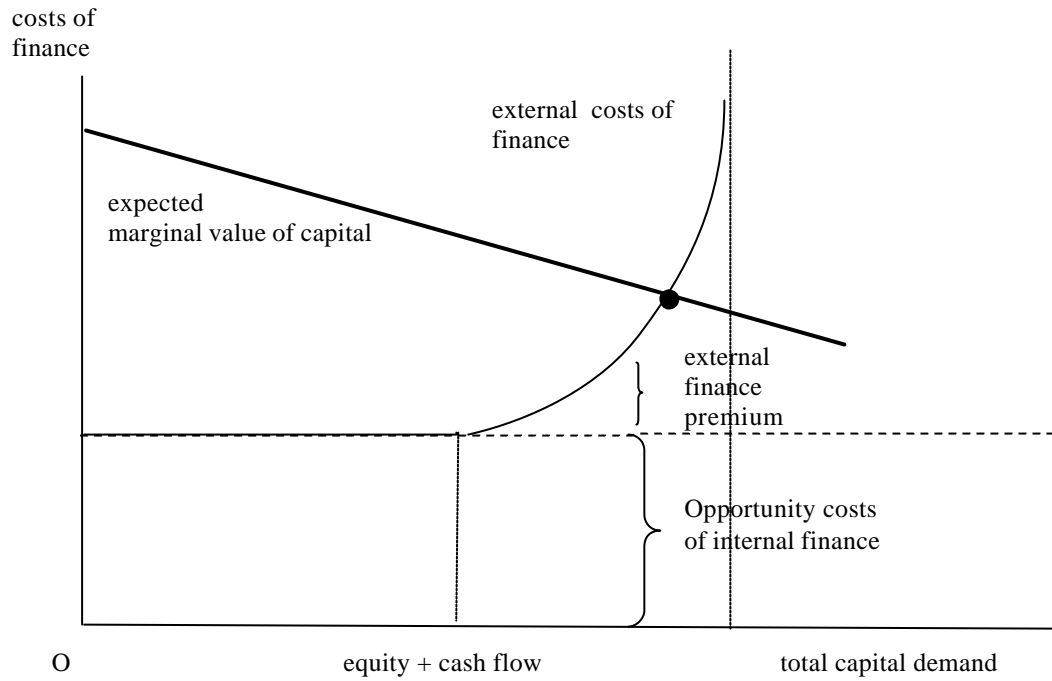 costs of
finance
external costs of
finance
expected
marginal value of capital
external
finance
premium
Opportunity costs
of internal finance
O
equity + cash flow
total capital demand